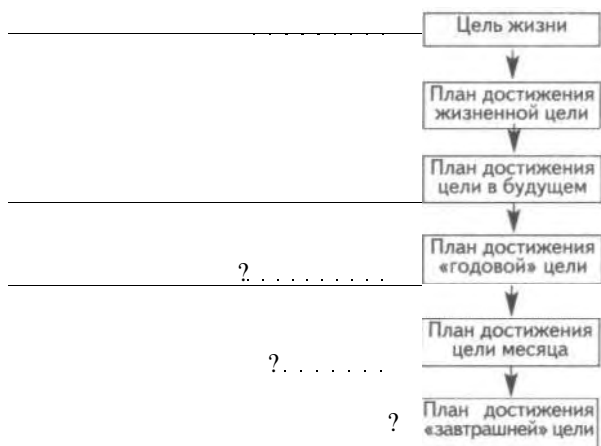 . . . . . . . . . Цель жизни
План достижения
жизненной цели
План достижения
цели в будущем
План достижения
?. . . . . . . . . . «годовой» цели
План достижения
?. . . . . . . цели месяца
? План достижения
«завтрашней» цели